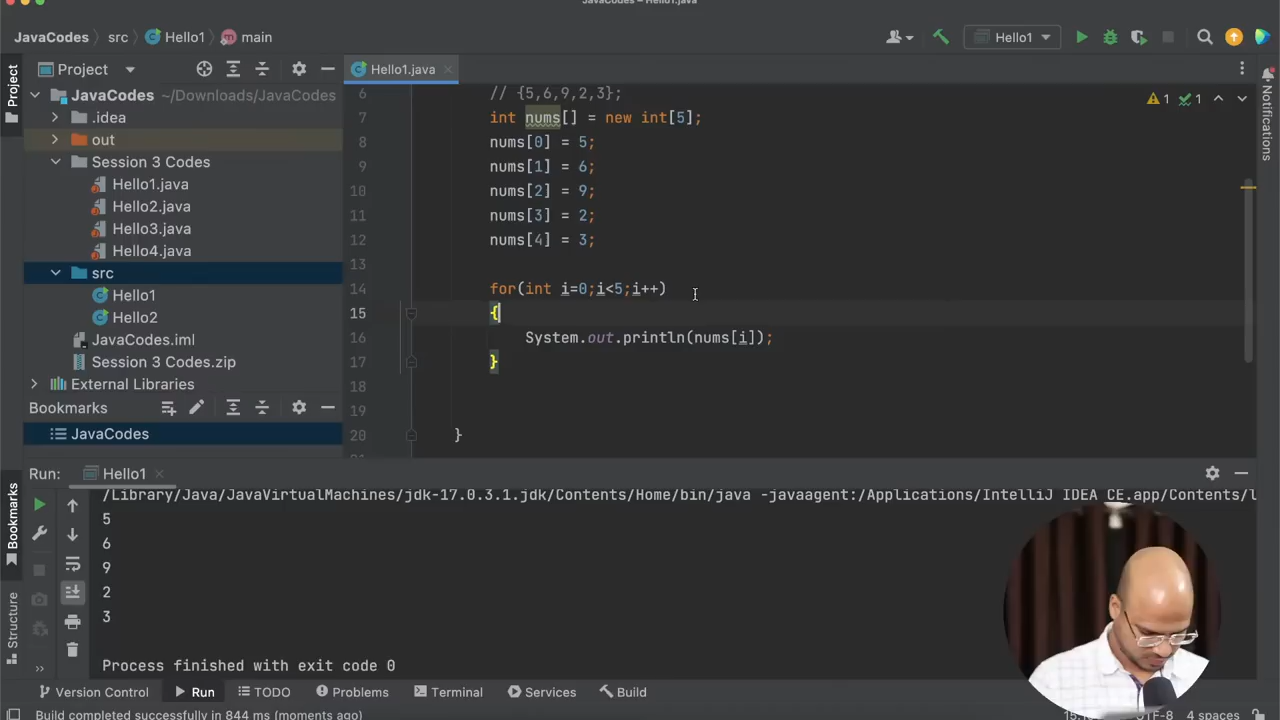 JavaCodes – Hello1.java
JavaCodes src Hello1 main
Hello1
Project
Project
Hello1.java
JavaCodes ~/Downloads/JavaCodes
.idea
out
Session 3 Codes
Hello1.java
Hello2.java
Hello3.java
Hello4.java
src
Hello1
Hello2
JavaCodes.iml
Session 3 Codes.zip
External Libraries
Bookmarks
JavaCodes
6 // {5,6,9,2,3};
7 int nums[] = new int[5];
8 nums[0] = 5;
9 nums[1] = 6;
10 nums[2] = 9;
11 nums[3] = 2;
12 nums[4] = 3;
13
14 for(int i=0;i<5;i++)
15 {
16 System.out.println(nums[i]);
17 }
18
19
20 }
1 1
Notifications
Bookmarks
Structure
Run: Hello1
/Library/Java/JavaVirtualMachines/jdk-17.0.3.1.jdk/Contents/Home/bin/java -javaagent:/Applications/IntelliJ IDEA CE.app/Contents/l
5
6
9
2
3
Process finished with exit code 0
Version Control Run TODO Problems Terminal Services Build
Build completed successfully in 844 ms (moments ago) UTF-8 4 spaces